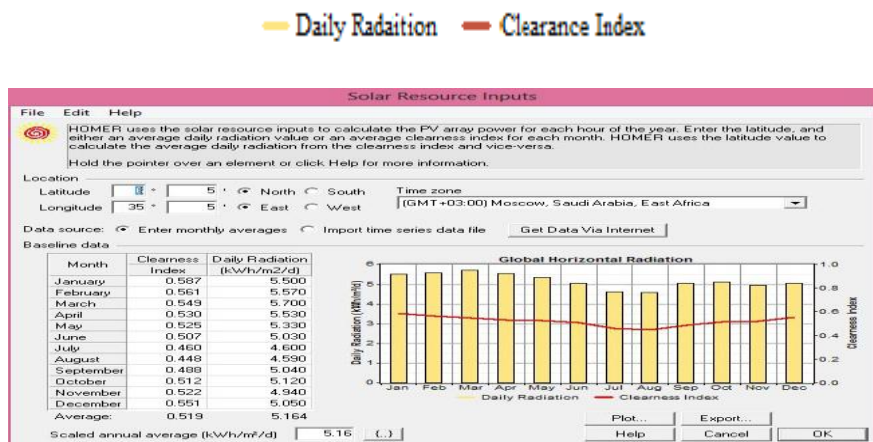 Daily Radaition Clearance Index
Solar Resource Inputs
File Edit Help
HOMER uses the solar resource inputs to calculate the PV array power for each hour of the year. Enter the latitude, and
either an average daily radiation value or an average clearness index for each month. HOMER uses the latitude value to
calculate the average daily radiation from the clearness index and vice-versa.
Hold the pointer over an element or click Help for more information.
Location
Latitude ° 5 ' North South Time zone
Longitude 35 ° 5 ' East West (GMT+03:00) Moscow, Saudi Arabia, East Africa
Data source: Enter monthly averages Import time series data file Get Data Via Internet
Baseline data
Month Clearness Index Daily Radiation (kWh/m2/d)
January 0.587 5.500
February 0.561 5.570
March 0.549 5.700
April 0.530 5.530
May 0.525 5.330
June 0.507 5.030
July 0.460 4.600
August 0.448 4.590
September 0.488 5.040
October 0.512 5.120
November 0.522 4.940
December 0.551 5.050
Average: 0.519 5.164
Scaled annual average (kWh/m²/d) 5.16 {..}
Global Horizontal Radiation
Daily Radiation (kWh/m²/d)
6
5
4
3
2
1
0
1.0
0.8
0.6
0.4
0.2
0.0
Clearness Index
Jan Feb Mar Apr May Jun Jul Aug Sep Oct Nov Dec
Daily Radiation Clearness Index
Plot... Export...
Help Cancel OK